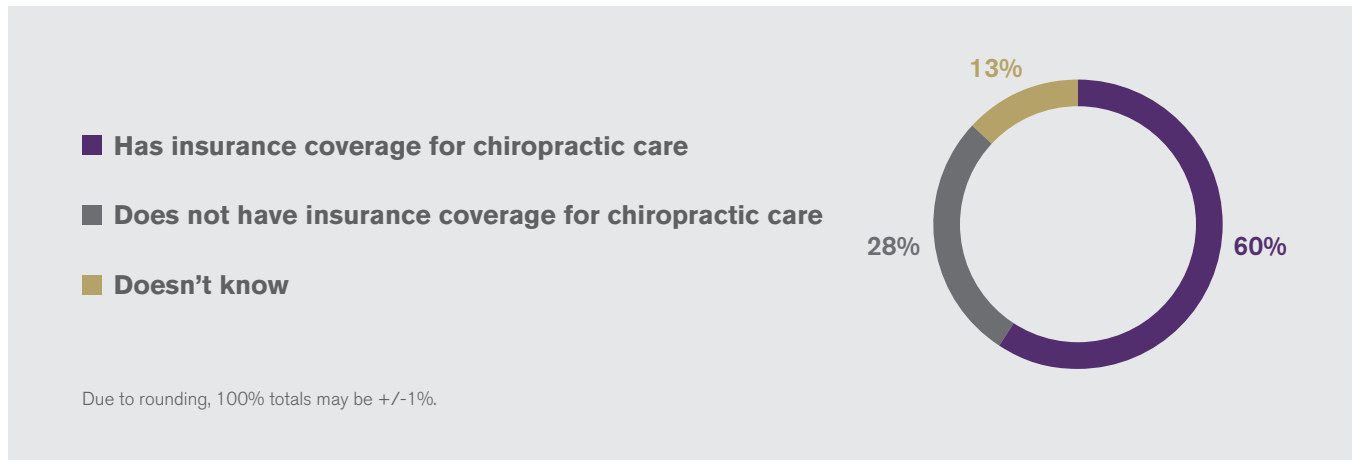 13%
Has insurance coverage for chiropractic care
Does not have insurance coverage for chiropractic care
28%
60%
Doesn’t know
Due to rounding, 100% totals may be +/-1%.